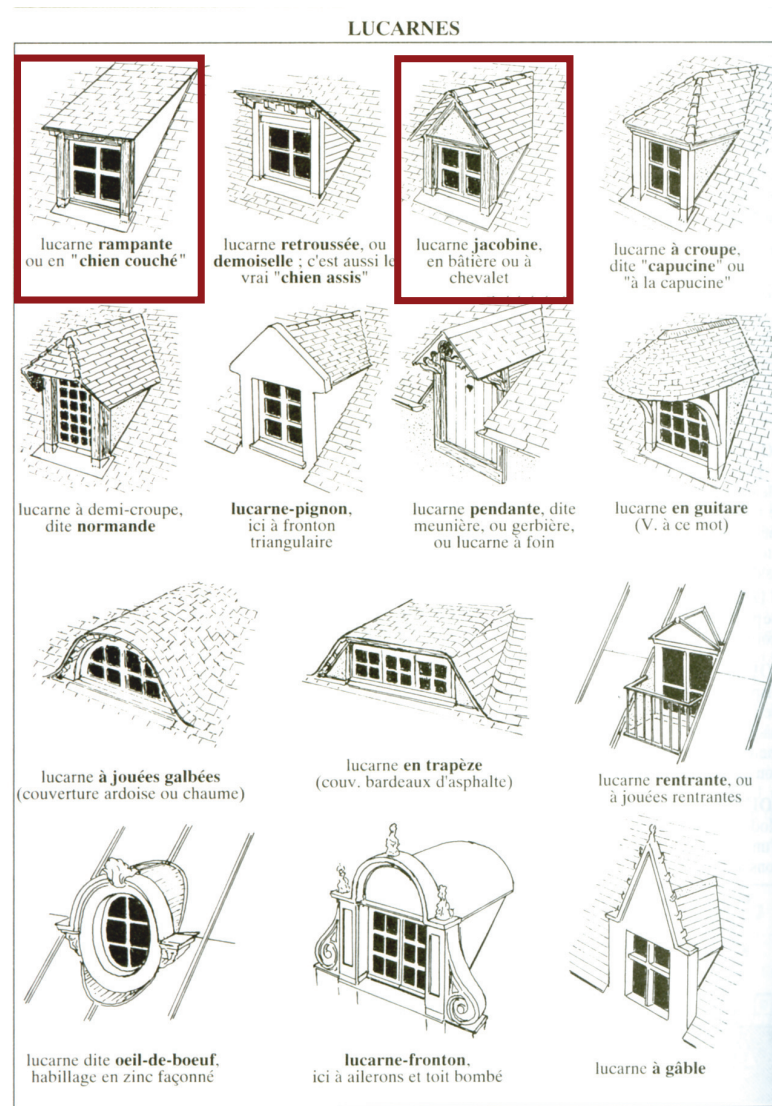 LUCARNES
lucarne rampante
ou en "chien couché"
lucarne retroussée, ou
demoiselle ; c'est aussi le
vrai "chien assis"
lucarne jacobine,
en bâtière ou à
chevalet
lucarne à croupe,
dite "capucine" ou
"à la capucine"
lucarne à demi-croupe,
dite normande
lucarne-pignon,
ici à fronton
triangulaire
lucarne pendante, dite
meunière, ou gerbière,
ou lucarne à foin
lucarne en guitare
(V. à ce mot)
lucarne à jouées galbées
(couverture ardoise ou chaume)
lucarne en trapèze
(couv. bardeaux d'asphalte)
lucarne rentrante, ou
à jouées rentrantes
lucarne dite oeil-de-boeuf,
habillage en zinc façonné
lucarne-fronton,
ici à ailerons et toit bombé
lucarne à gâble